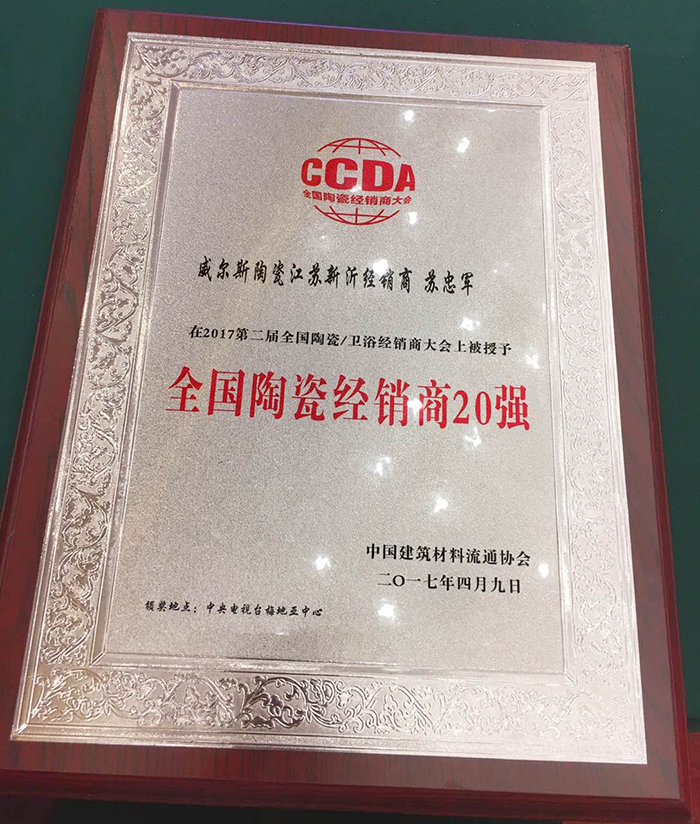 CCDA
全国陶瓷经销商大会
威尔斯陶瓷江苏新沂经销商 苏忠军
在2017第二届全国陶瓷/卫浴经销商大会上被授予
全国陶瓷经销商20强
中国建筑材料流通协会
二〇一七年四月九日
颁奖地点：中央电视台梅地亚中心